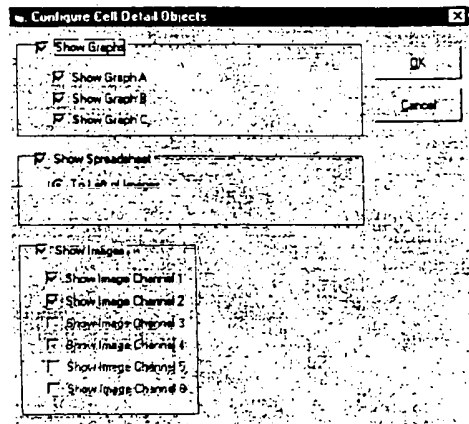 Configure Cell Detail Objects
Show Graphs
Show Graph A
Show Graph B
Show Graph C
OK
Cancel
Show Spreadsheet
To Left of Images
Show Images
Show Image Channel 1
Show Image Channel 2
Show Image Channel 3
Show Image Channel 4
Show Image Channel 5
Show Image Channel 6